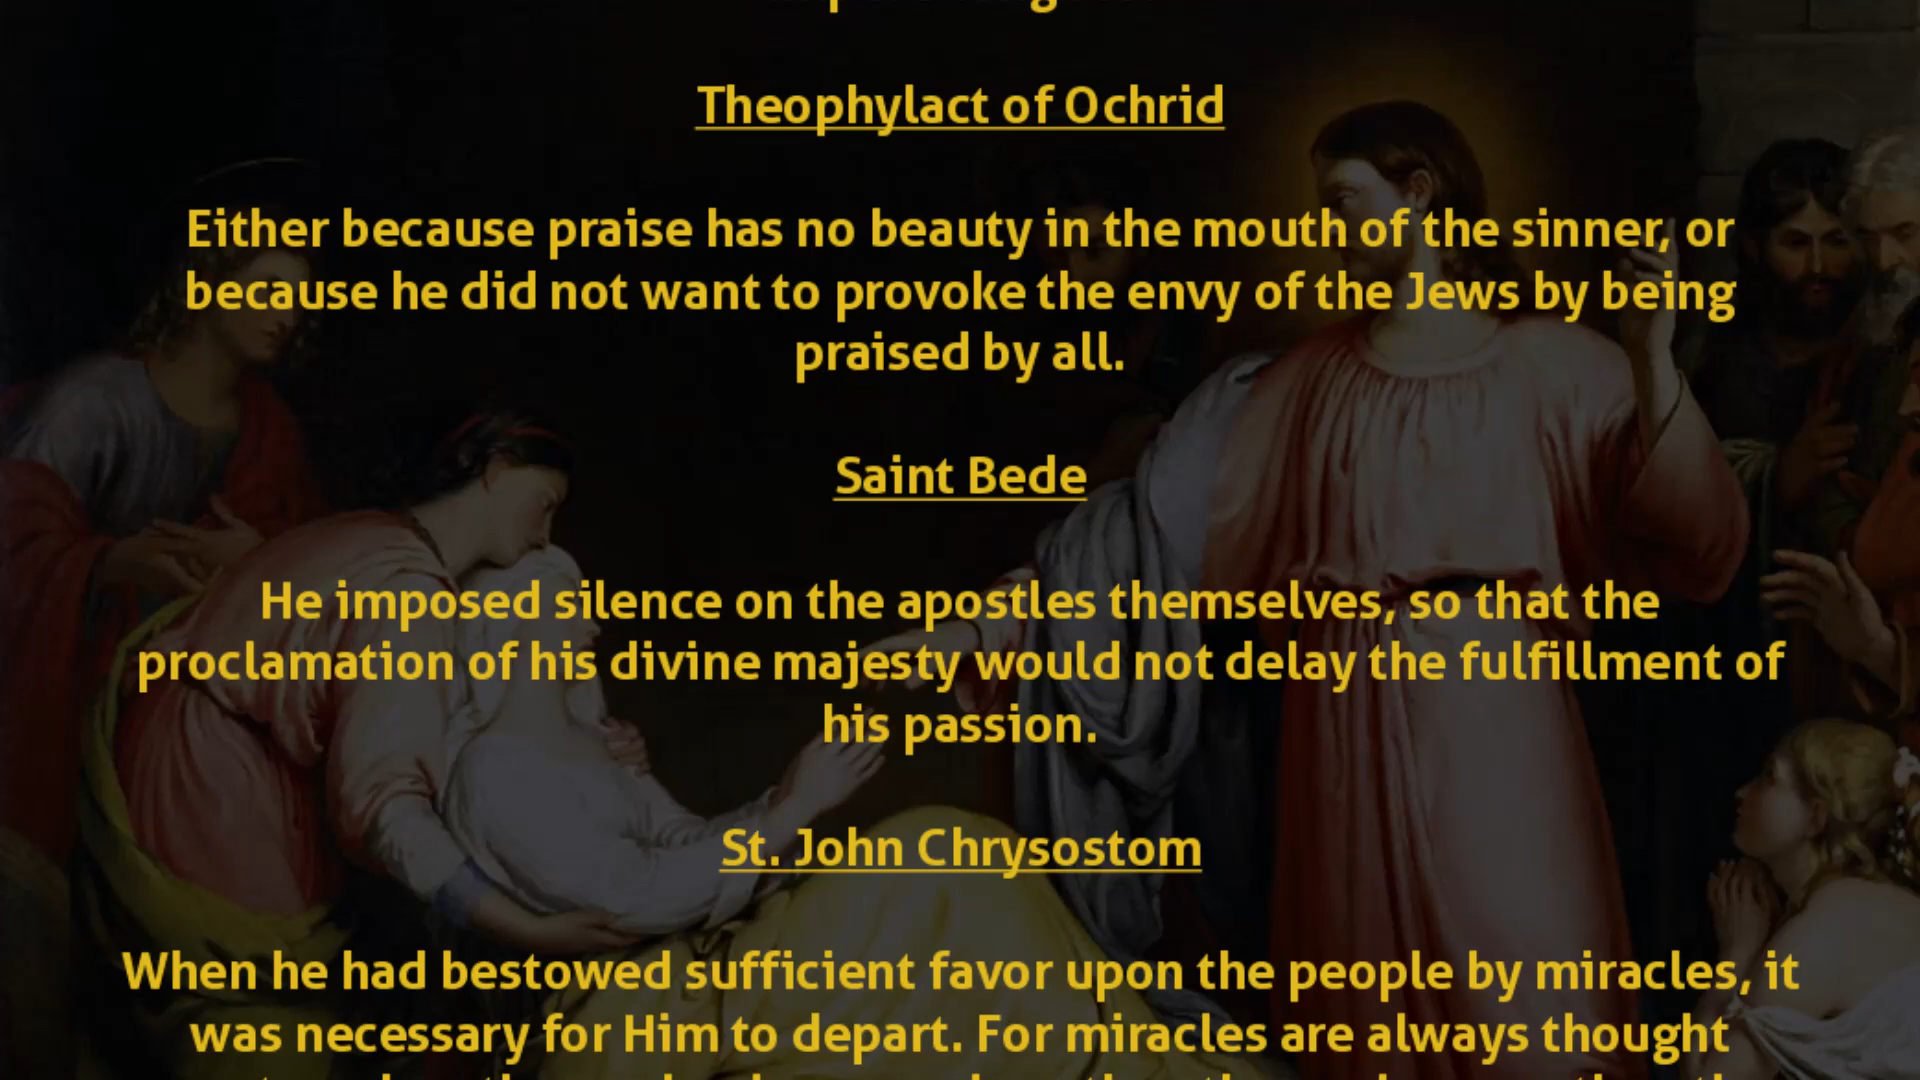 Theophylact of Ochrid
Either because praise has no beauty in the mouth of the sinner, or
because he did not want to provoke the envy of the Jews by being
praised by all.
Saint Bede
He imposed silence on the apostles themselves, so that the
proclamation of his divine majesty would not delay the fulfillment of
his passion.
St. John Chrysostom
When he had bestowed sufficient favor upon the people by miracles, it
was necessary for Him to depart. For miracles are always thought